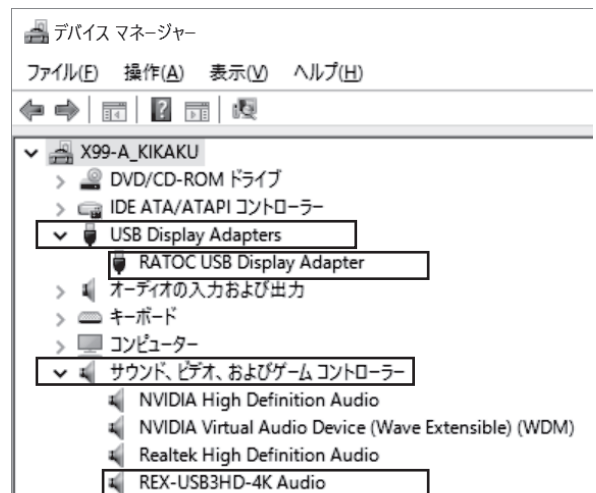 デバイス マネージャー
ファイル(F) 操作(A) 表示(V) ヘルプ(H)
X99-A_KIKAKU
DVD/CD-ROM ドライブ
IDE ATA/ATAPI コントローラー
USB Display Adapters
RATOC USB Display Adapter
オーディオの入力および出力
キーボード
コンピューター
サウンド、ビデオ、およびゲーム コントローラー
NVIDIA High Definition Audio
NVIDIA Virtual Audio Device (Wave Extensible) (WDM)
Realtek High Definition Audio
REX-USB3HD-4K Audio